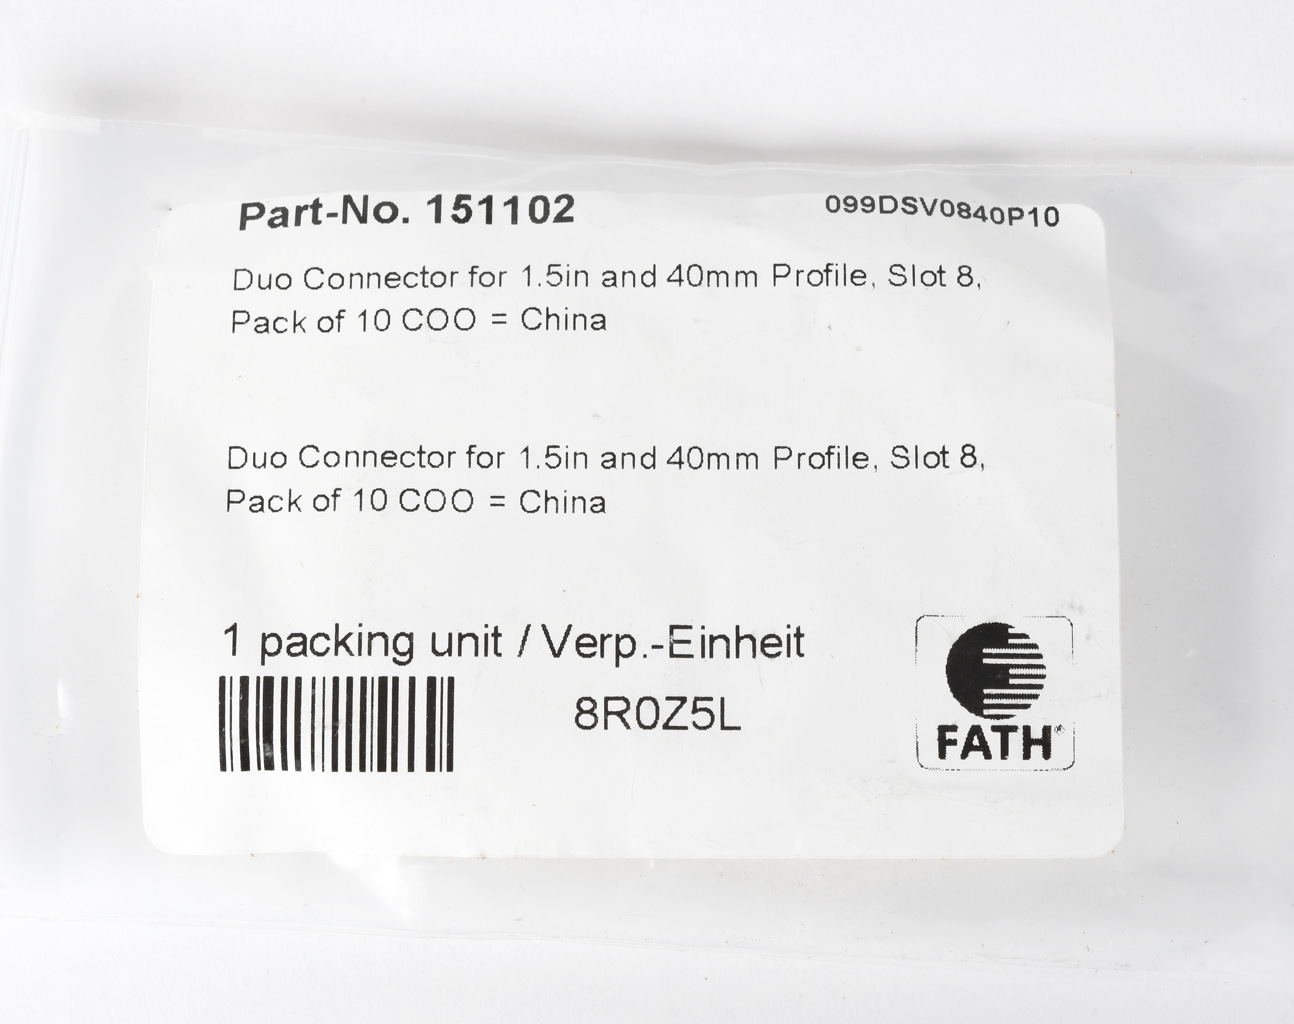 Part-No. 151102
099DSV0840P10
Duo Connector for 1.5in and 40mm Profile, Slot 8,
Pack of 10 COO = China
Duo Connector for 1.5in and 40mm Profile, Slot 8,
Pack of 10 COO = China
1 packing unit / Verp.-Einheit
8R0Z5L
FATH®